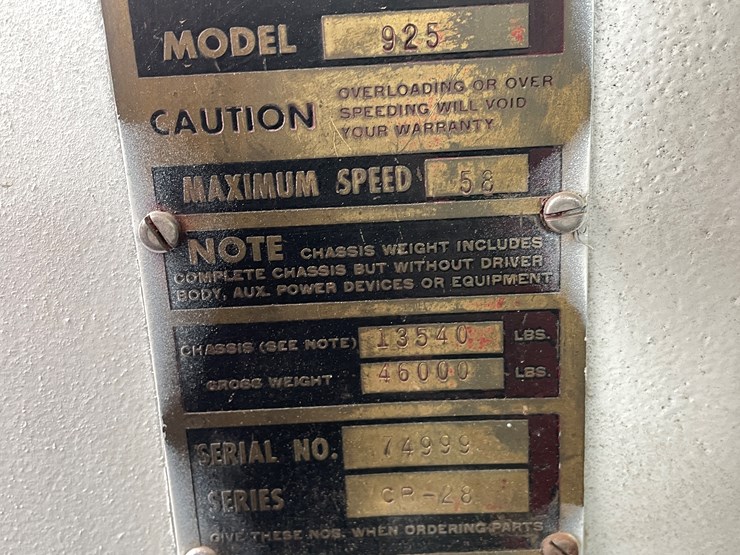 MODEL 925
CAUTION
OVERLOADING OR OVER
SPEEDING WILL VOID
YOUR WARRANTY
MAXIMUM SPEED 58
NOTE CHASSIS WEIGHT INCLUDES
COMPLETE CHASSIS BUT WITHOUT DRIVER
BODY, AUX. POWER DEVICES OR EQUIPMENT
CHASSIS (SEE NOTE) 13540 LBS.
GROSS WEIGHT 46000 LBS.
SERIAL NO. 74999
SERIES CR-28
GIVE THESE NOS. WHEN ORDERING PARTS